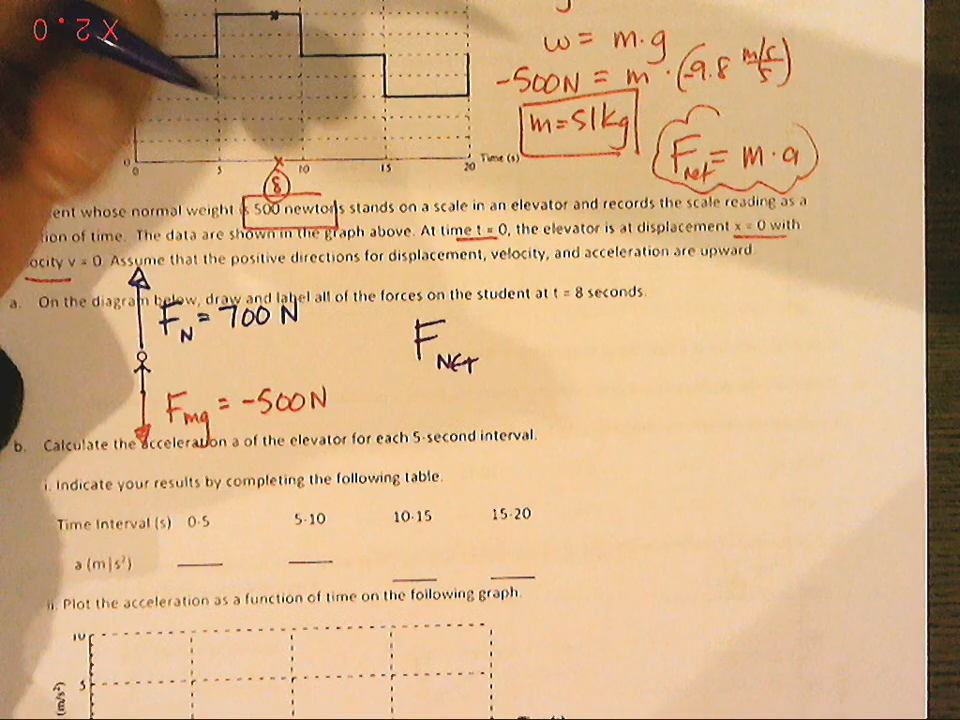 X 2.0
w = m·g
-500N = m·(-9.8 m/s/s)
m=51kg
F net = m·a
0
0 5 10 15 20 Time (s)
8
ent whose normal weight is 500 newtons stands on a scale in an elevator and records the scale reading as a
tion of time. The data are shown in the graph above. At time t = 0, the elevator is at displacement x = 0 with
ocity v = 0. Assume that the positive directions for displacement, velocity, and acceleration are upward.
a. On the diagram below, draw and label all of the forces on the student at t = 8 seconds.
F N = 700 N
F NET
F mg = -500N
b. Calculate the acceleration a of the elevator for each 5-second interval.
i. Indicate your results by completing the following table.
Time Interval (s) 0-5 5-10 10-15 15-20
a (m|s²)
ii. Plot the acceleration as a function of time on the following graph.
10
5
(m/s²)